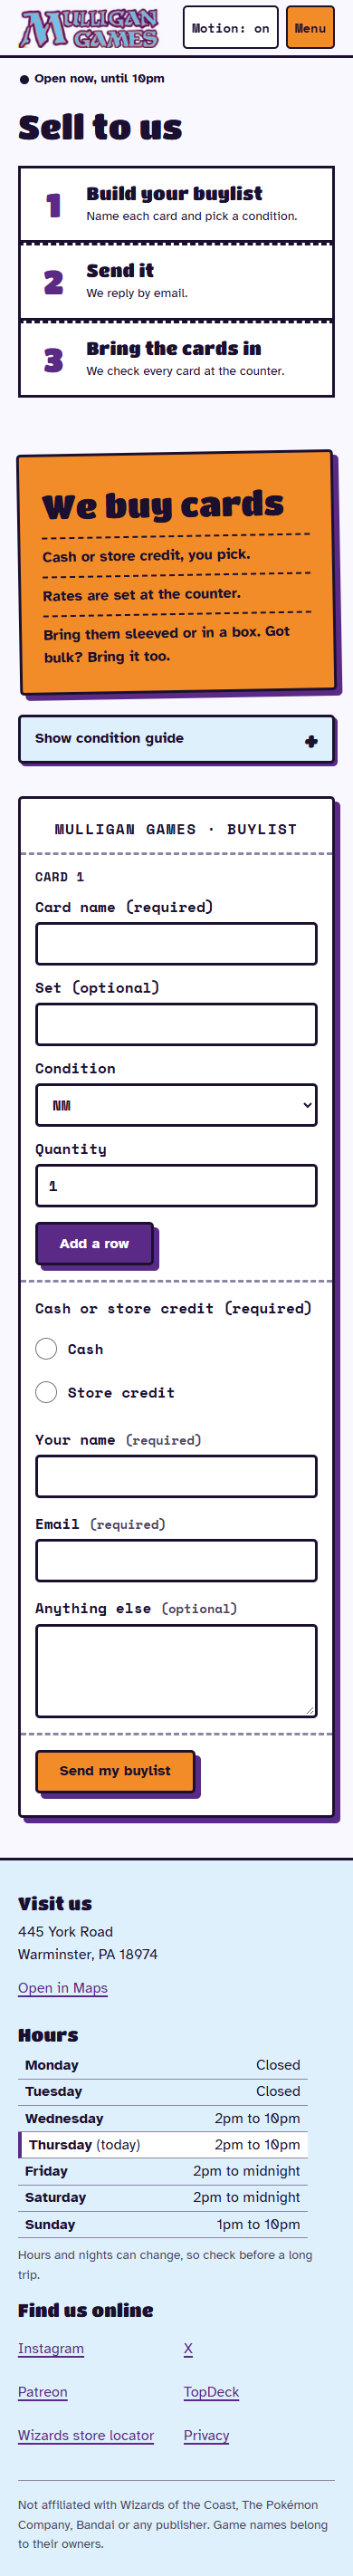 MULLIGAN
GAMES
Motion: on
Menu
Open now, until 10pm
Sell to us
1
Build your buylist
Name each card and pick a condition.
2
Send it
We reply by email.
3
Bring the cards in
We check every card at the counter.
We buy cards
Cash or store credit, you pick.
Rates are set at the counter.
Bring them sleeved or in a box. Got
bulk? Bring it too.
Show condition guide
MULLIGAN GAMES · BUYLIST
CARD 1
Card name (required)
Set (optional)
Condition
NM
Quantity
1
Add a row
Cash or store credit (required)
Cash
Store credit
Your name (required)
Email (required)
Anything else (optional)
Send my buylist
Visit us
445 York Road
Warminster, PA 18974
Open in Maps
Hours
Monday Closed
Tuesday Closed
Wednesday 2pm to 10pm
Thursday (today) 2pm to 10pm
Friday 2pm to midnight
Saturday 2pm to midnight
Sunday 1pm to 10pm
Hours and nights can change, so check before a long
trip.
Find us online
Instagram X
Patreon TopDeck
Wizards store locator Privacy
Not affiliated with Wizards of the Coast, The Pokémon
Company, Bandai or any publisher. Game names belong
to their owners.